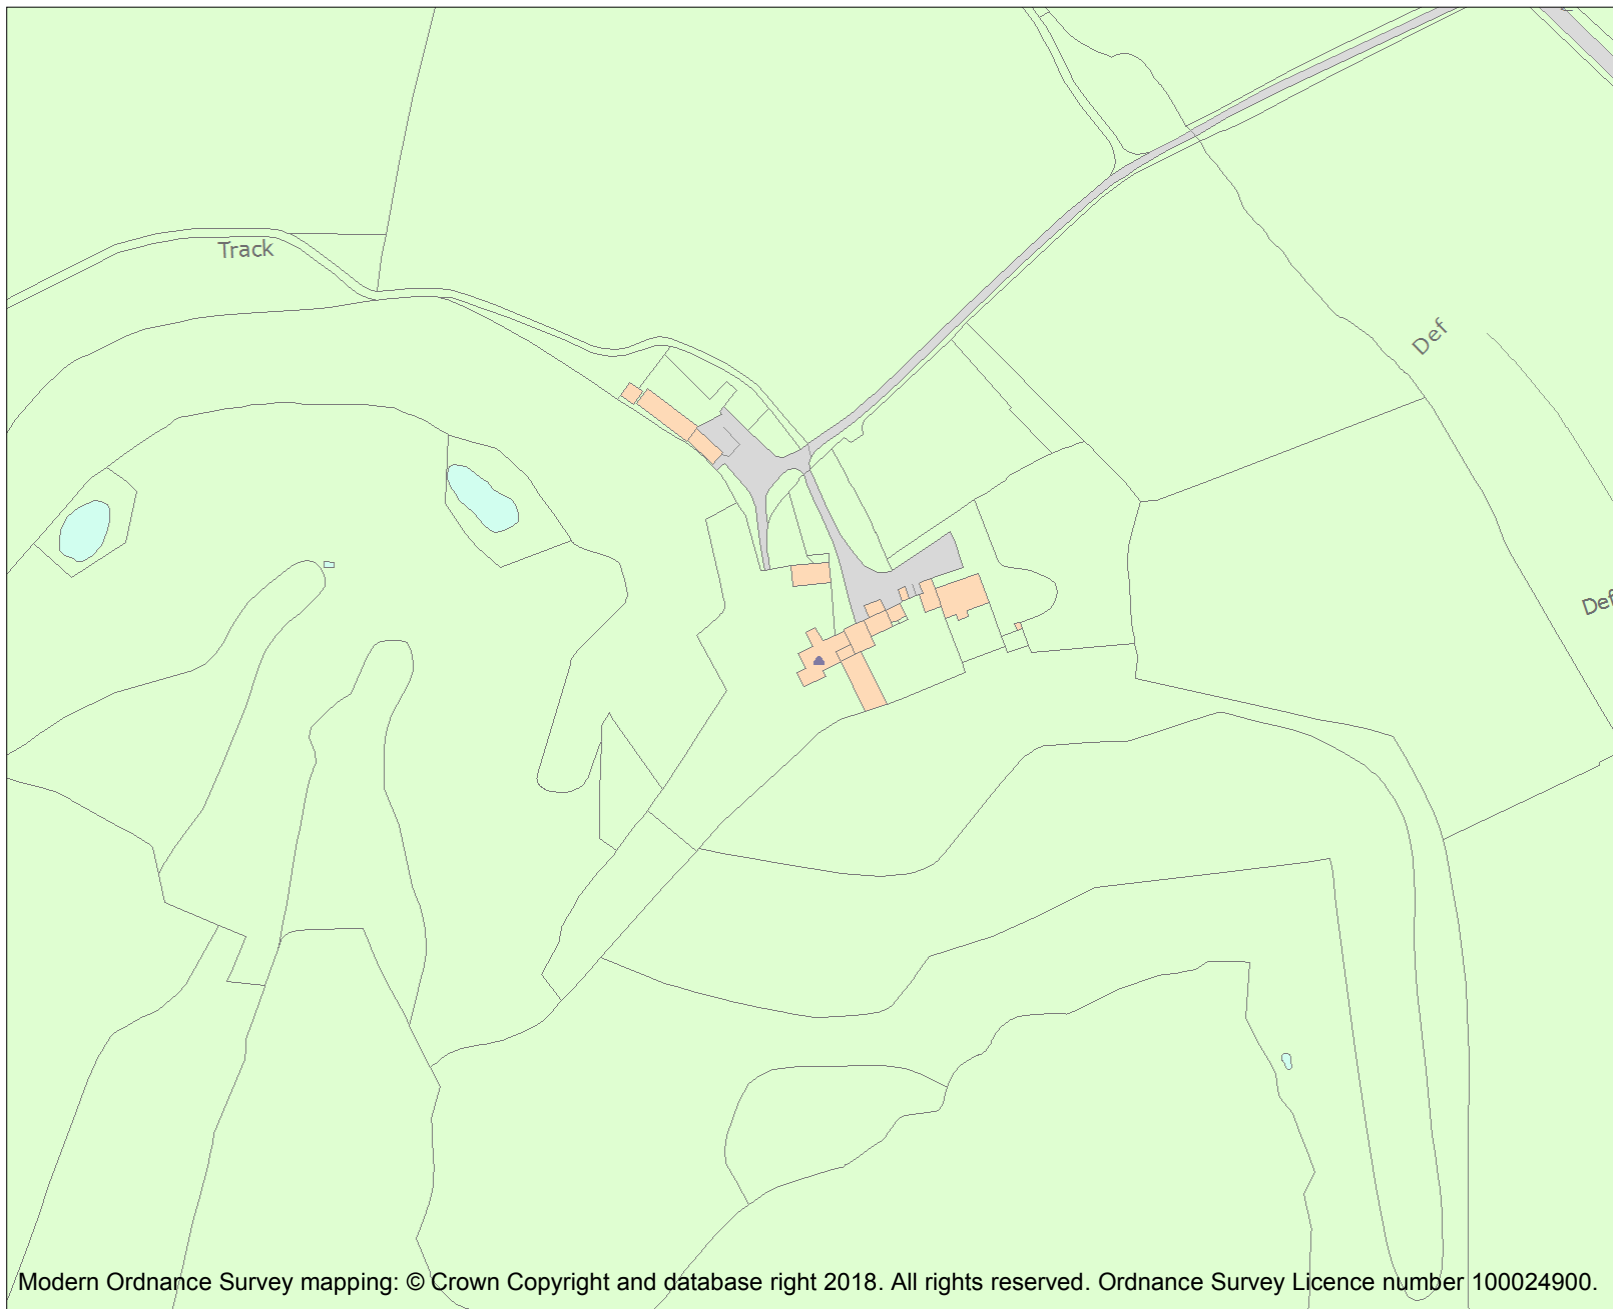 Track
Def
Def
Modern Ordnance Survey mapping: © Crown Copyright and database right 2018. All rights reserved. Ordnance Survey Licence number 100024900.